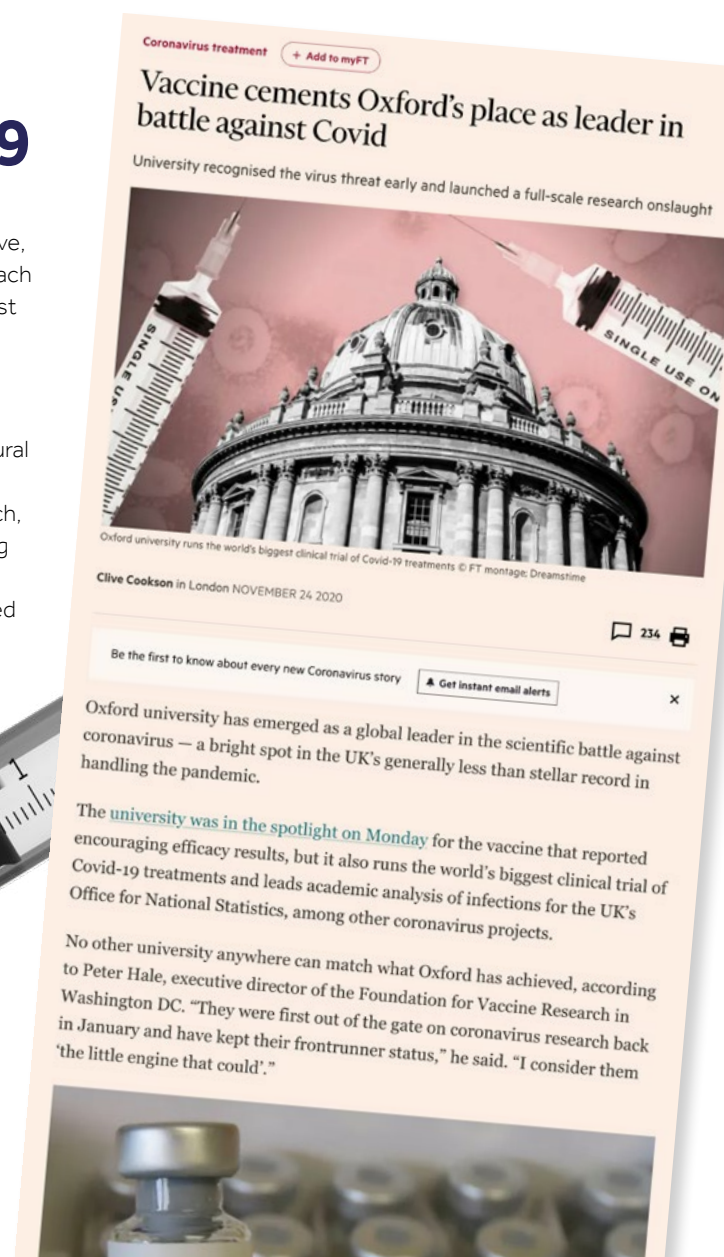 9
ve,
ach
st
ural
ch,
g
ed
1
Coronavirus treatment
+ Add to myFT
Vaccine cements Oxford's place as leader in
battle against Covid
University recognised the virus threat early and launched a full-scale research onslaught
SINGLE US
SINGLE USE ON
Oxford university runs the world's biggest clinical trial of Covid-19 treatments © FT montage; Dreamstime
Clive Cookson in London NOVEMBER 24 2020
234
Be the first to know about every new Coronavirus story
Get instant email alerts
×
Oxford university has emerged as a global leader in the scientific battle against
coronavirus — a bright spot in the UK's generally less than stellar record in
handling the pandemic.
The university was in the spotlight on Monday for the vaccine that reported
encouraging efficacy results, but it also runs the world's biggest clinical trial of
Covid-19 treatments and leads academic analysis of infections for the UK's
Office for National Statistics, among other coronavirus projects.
No other university anywhere can match what Oxford has achieved, according
to Peter Hale, executive director of the Foundation for Vaccine Research in
Washington DC. “They were first out of the gate on coronavirus research back
in January and have kept their frontrunner status,” he said. “I consider them
‘the little engine that could’.”